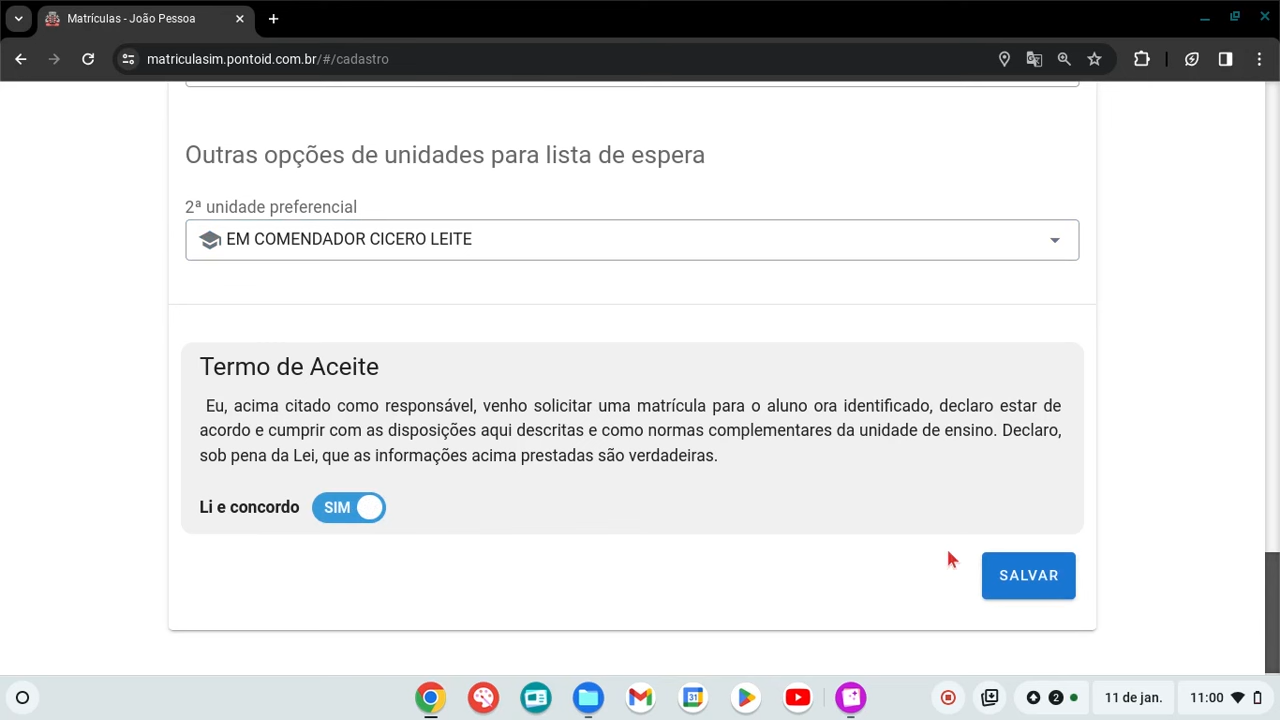 Matrículas - João Pessoa
matriculasim.pontoid.com.br/#/cadastro
Outras opções de unidades para lista de espera
2ª unidade preferencial
EM COMENDADOR CICERO LEITE
Termo de Aceite
Eu, acima citado como responsável, venho solicitar uma matrícula para o aluno ora identificado, declaro estar de
acordo e cumprir com as disposições aqui descritas e como normas complementares da unidade de ensino. Declaro,
sob pena da Lei, que as informações acima prestadas são verdadeiras.
Li e concordo SIM
SALVAR
31 2 11 de jan. 11:00